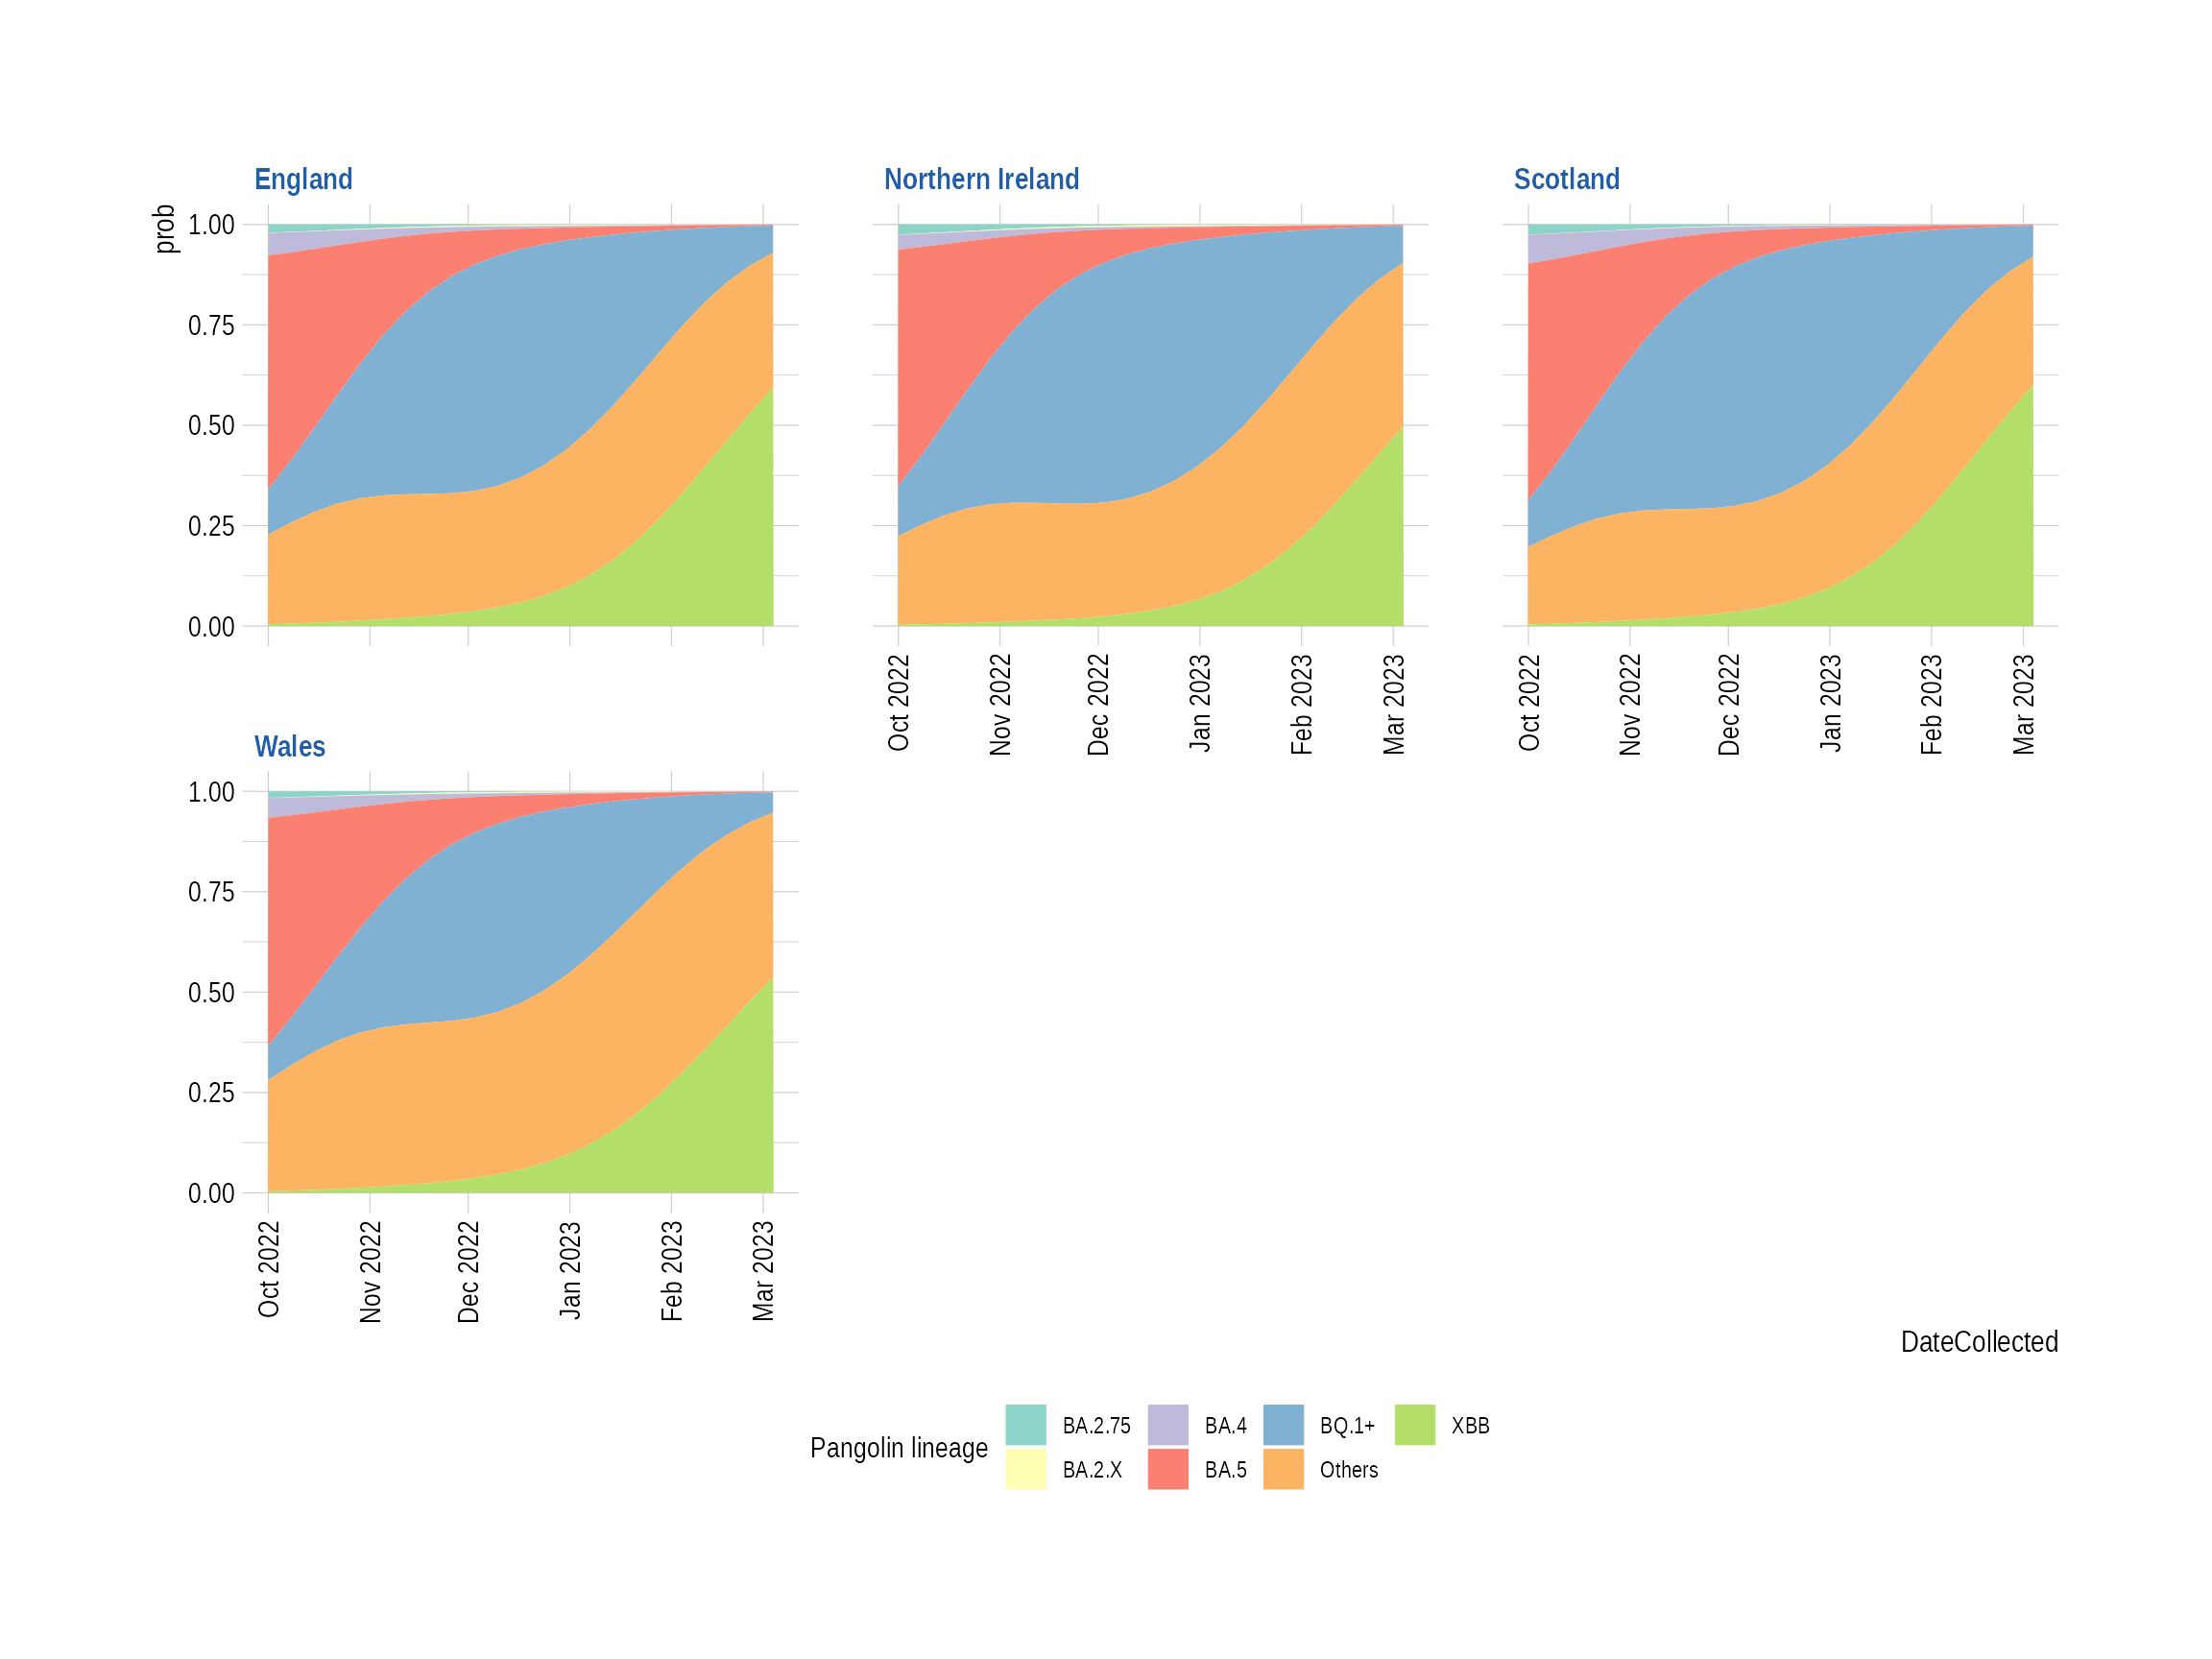 England
Northern Ireland
Scotland
prob
1.00
0.75
0.50
0.25
0.00
Oct 2022
Nov 2022
Dec 2022
Jan 2023
Feb 2023
Mar 2023
Oct 2022
Nov 2022
Dec 2022
Jan 2023
Feb 2023
Mar 2023
Wales
1.00
0.75
0.50
0.25
0.00
Oct 2022
Nov 2022
Dec 2022
Jan 2023
Feb 2023
Mar 2023
DateCollected
Pangolin lineage
BA.2.75
BA.4
BQ.1+
XBB
BA.2.X
BA.5
Others